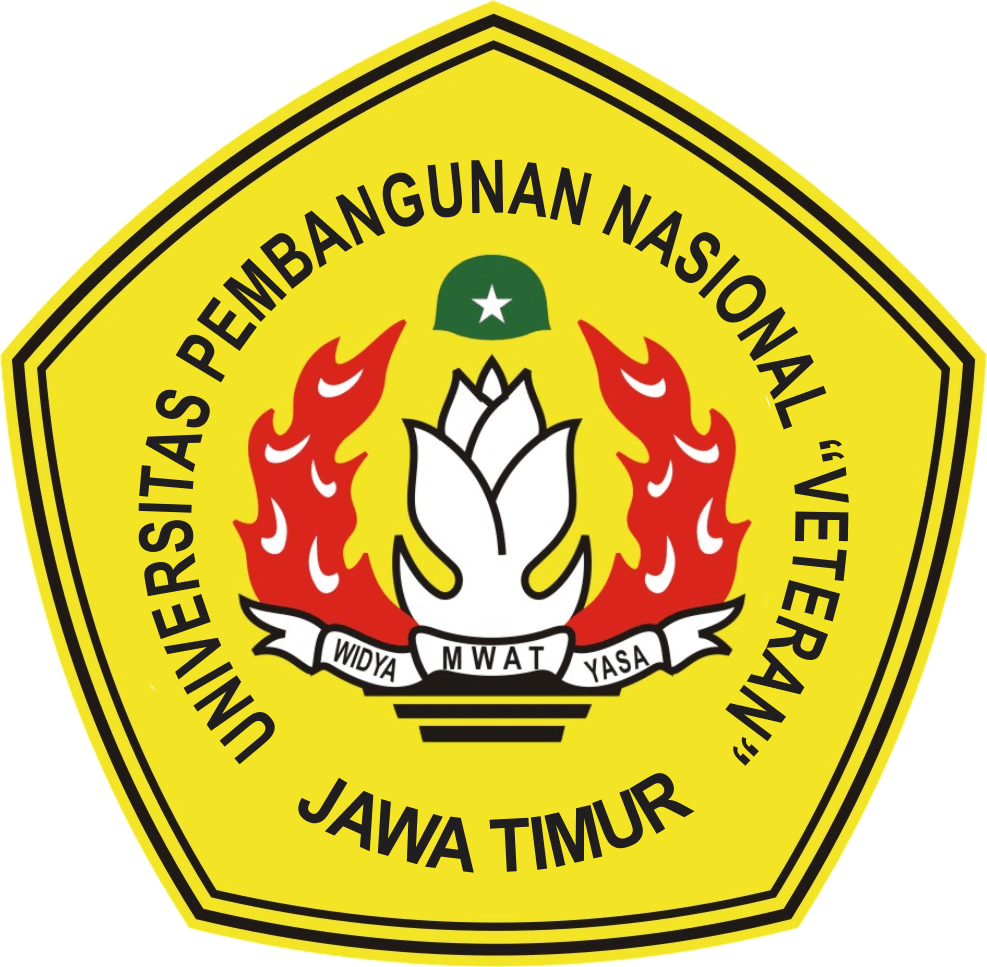 UNIVERSITAS PEMBANGUNAN NASIONAL “VETERAN”
WIDYA MWAT YASA
JAWA TIMUR